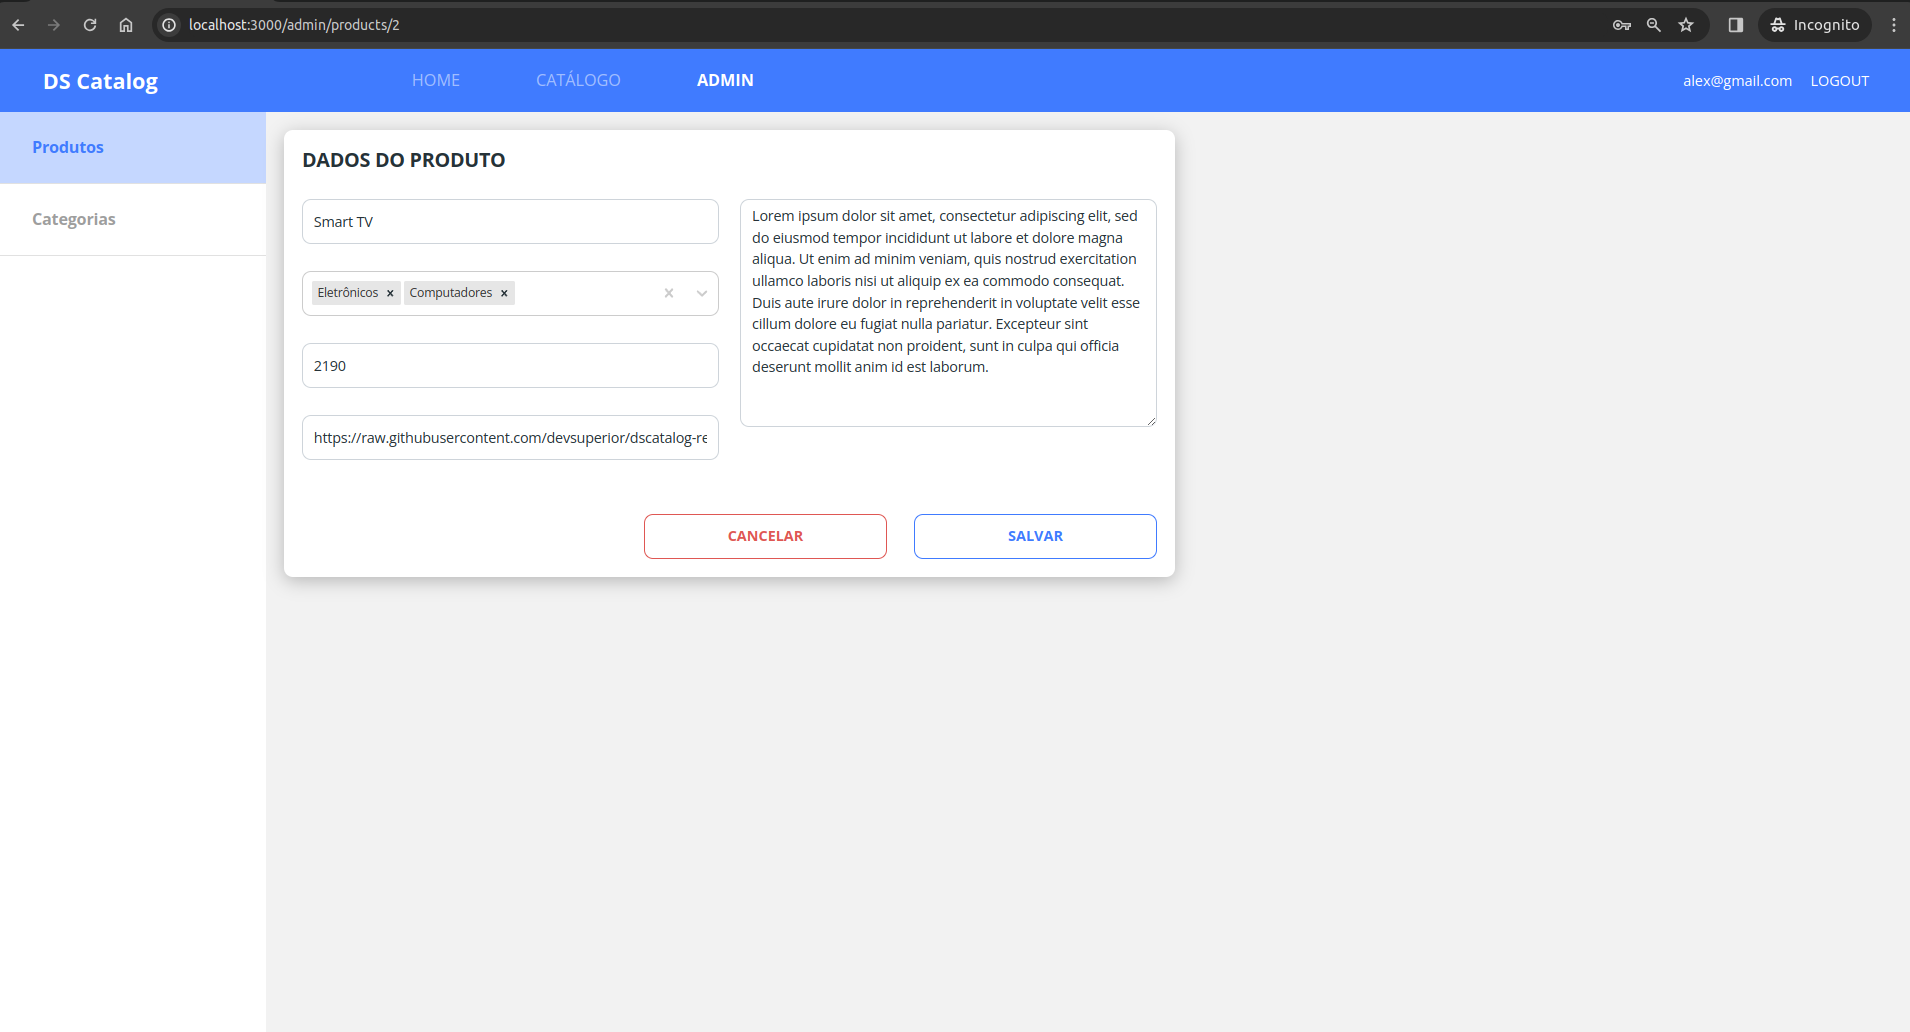 localhost:3000/admin/products/2
Incognito
DS Catalog
HOME
CATÁLOGO
ADMIN
alex@gmail.com
LOGOUT
Produtos
Categorias
DADOS DO PRODUTO
Smart TV
Eletrônicos
Computadores
2190
https://raw.githubusercontent.com/devsuperior/dscatalog-re
Lorem ipsum dolor sit amet, consectetur adipiscing elit, sed
do eiusmod tempor incididunt ut labore et dolore magna
aliqua. Ut enim ad minim veniam, quis nostrud exercitation
ullamco laboris nisi ut aliquip ex ea commodo consequat.
Duis aute irure dolor in reprehenderit in voluptate velit esse
cillum dolore eu fugiat nulla pariatur. Excepteur sint
occaecat cupidatat non proident, sunt in culpa qui officia
deserunt mollit anim id est laborum.
CANCELAR
SALVAR